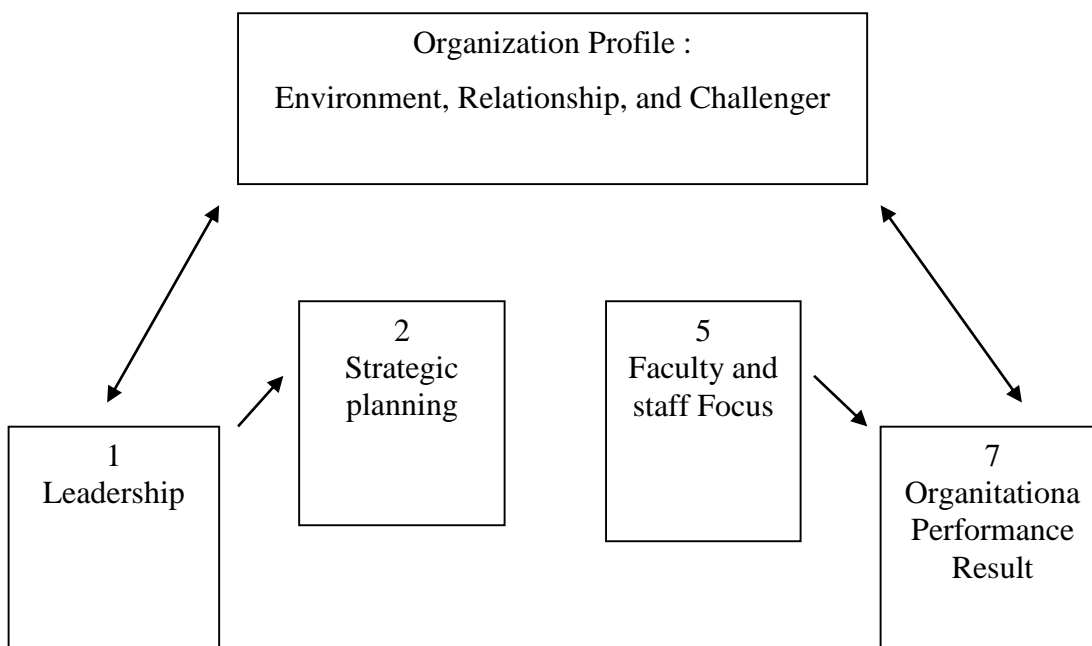 Organization Profile :
Environment, Relationship, and Challenger
2
Strategic
planning
5
Faculty and
staff Focus
1
Leadership
7
Organitationa
Performance
Result